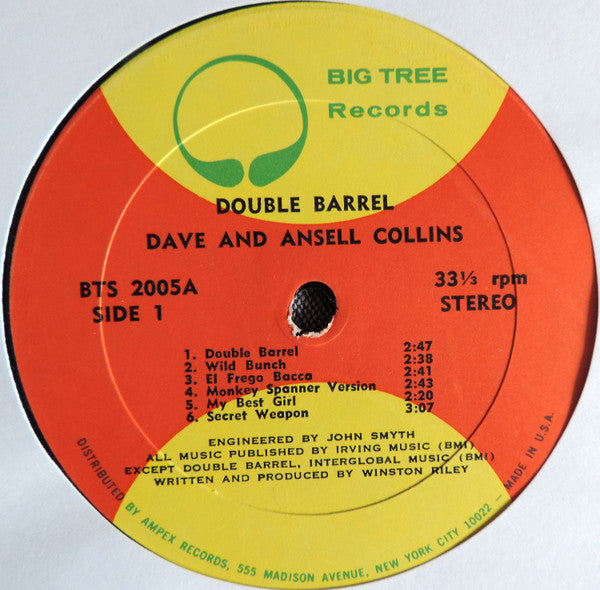 BIG TREE
Records
DOUBLE BARREL
DAVE AND ANSELL COLLINS
BTS 2005A
SIDE 1
33⅓ rpm
STEREO
1. Double Barrel 2:47
2. Wild Bunch 2:38
3. El Frego Bacca 2:41
4. Monkey Spanner Version 2:43
5. My Best Girl 2:20
6. Secret Weapon 3:07
ENGINEERED BY JOHN SMYTH
ALL MUSIC PUBLISHED BY IRVING MUSIC (BMI)
EXCEPT DOUBLE BARREL, INTERGLOBAL MUSIC (BMI)
WRITTEN AND PRODUCED BY WINSTON RILEY
DISTRIBUTED BY AMPEX RECORDS, 555 MADISON AVENUE, NEW YORK CITY 10022 — MADE IN U.S.A.